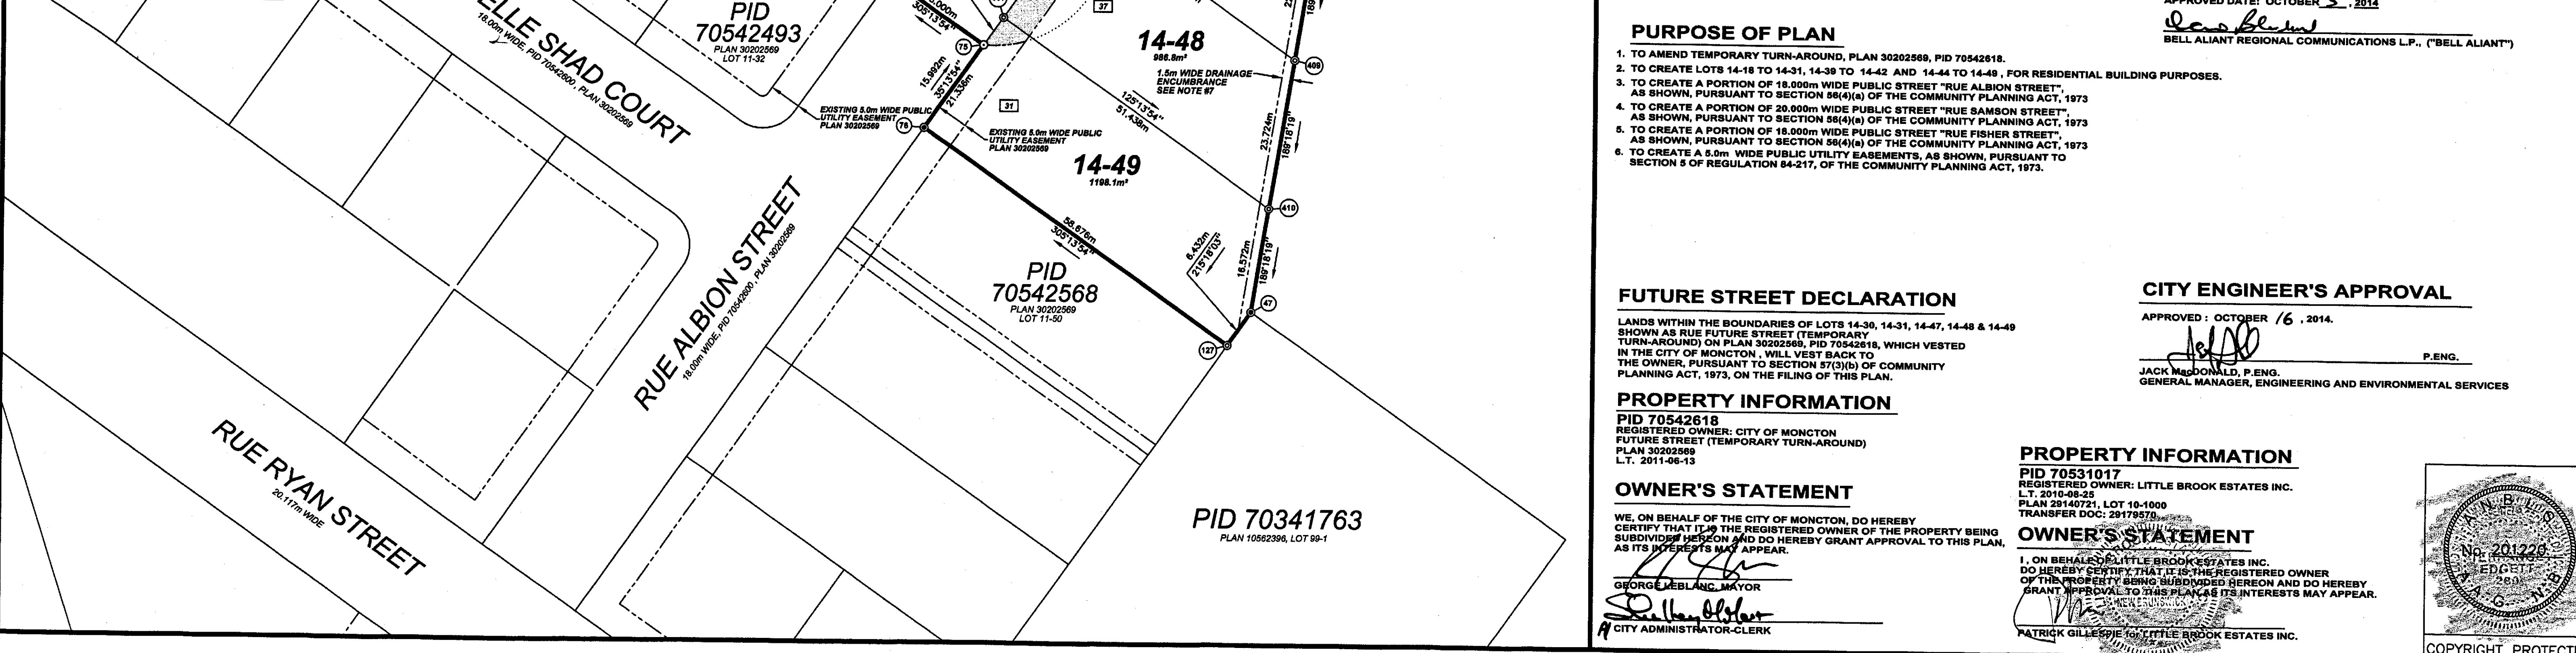 ELLE SHAD COURT
18.00m WIDE, PID 70542600, PLAN 30202569
PID
70542493
PLAN 30202569
LOT 11-32
305°13'54"
75
15.992m
35°13'54"
21.336m
EXISTING 5.0m WIDE PUBLIC
UTILITY EASEMENT
PLAN 30202569
76
31
EXISTING 5.0m WIDE PUBLIC
UTILITY EASEMENT
PLAN 30202569
37
14-48
986.8m²
1.5m WIDE DRAINAGE
ENCUMBRANCE
SEE NOTE #7
409
125°13'54"
51.438m
23.724m
189°18'19"
14-49
1198.1m²
410
58.676m
305°13'54"
6.432m
215°18'03"
16.572m
189°18'19"
47
127
PID
70542568
PLAN 30202569
LOT 11-50
RUE ALBION STREET
18.00m WIDE, PID 70542600, PLAN 30202569
RUE RYAN STREET
20.117m WIDE
PID 70341763
PLAN 10562396, LOT 99-1
APPROVED DATE: OCTOBER 3, 2014
BELL ALIANT REGIONAL COMMUNICATIONS L.P., ("BELL ALIANT")
PURPOSE OF PLAN
1. TO AMEND TEMPORARY TURN-AROUND, PLAN 30202569, PID 70542618.
2. TO CREATE LOTS 14-18 TO 14-31, 14-39 TO 14-42 AND 14-44 TO 14-49 , FOR RESIDENTIAL BUILDING PURPOSES.
3. TO CREATE A PORTION OF 18.000m WIDE PUBLIC STREET "RUE ALBION STREET",
AS SHOWN, PURSUANT TO SECTION 56(4)(a) OF THE COMMUNITY PLANNING ACT, 1973
4. TO CREATE A PORTION OF 20.000m WIDE PUBLIC STREET "RUE SAMSON STREET",
AS SHOWN, PURSUANT TO SECTION 56(4)(a) OF THE COMMUNITY PLANNING ACT, 1973
5. TO CREATE A PORTION OF 18.000m WIDE PUBLIC STREET "RUE FISHER STREET",
AS SHOWN, PURSUANT TO SECTION 56(4)(a) OF THE COMMUNITY PLANNING ACT, 1973
6. TO CREATE A 5.0m WIDE PUBLIC UTILITY EASEMENTS, AS SHOWN, PURSUANT TO
SECTION 5 OF REGULATION 84-217, OF THE COMMUNITY PLANNING ACT, 1973.
FUTURE STREET DECLARATION
LANDS WITHIN THE BOUNDARIES OF LOTS 14-30, 14-31, 14-47, 14-48 & 14-49
SHOWN AS RUE FUTURE STREET (TEMPORARY
TURN-AROUND) ON PLAN 30202569, PID 70542618, WHICH VESTED
IN THE CITY OF MONCTON , WILL VEST BACK TO
THE OWNER, PURSUANT TO SECTION 57(3)(b) OF COMMUNITY
PLANNING ACT, 1973, ON THE FILING OF THIS PLAN.
CITY ENGINEER'S APPROVAL
APPROVED : OCTOBER 16 , 2014.
P.ENG.
JACK MacDONALD, P.ENG.
GENERAL MANAGER, ENGINEERING AND ENVIRONMENTAL SERVICES
PROPERTY INFORMATION
PID 70542618
REGISTERED OWNER: CITY OF MONCTON
FUTURE STREET (TEMPORARY TURN-AROUND)
PLAN 30202569
L.T. 2011-06-13
OWNER'S STATEMENT
WE, ON BEHALF OF THE CITY OF MONCTON, DO HEREBY
CERTIFY THAT IT IS THE REGISTERED OWNER OF THE PROPERTY BEING
SUBDIVIDED HEREON AND DO HEREBY GRANT APPROVAL TO THIS PLAN,
AS ITS INTERESTS MAY APPEAR.
GEORGE LEBLANC, MAYOR
CITY ADMINISTRATOR-CLERK
PROPERTY INFORMATION
PID 70531017
REGISTERED OWNER: LITTLE BROOK ESTATES INC.
L.T. 2010-08-25
PLAN 29140721, LOT 10-1000
TRANSFER DOC: 29179570
OWNER'S STATEMENT
I , ON BEHALF OF LITTLE BROOK ESTATES INC.
DO HEREBY CERTIFY THAT IT IS THE REGISTERED OWNER
OF THE PROPERTY BEING SUBDIVIDED HEREON AND DO HEREBY
GRANT APPROVAL TO THIS PLAN AS ITS INTERESTS MAY APPEAR.
PATRICK GILLESPIE for LITTLE BROOK ESTATES INC.
No. 201220
EDGETT
COPYRIGHT PROTECT